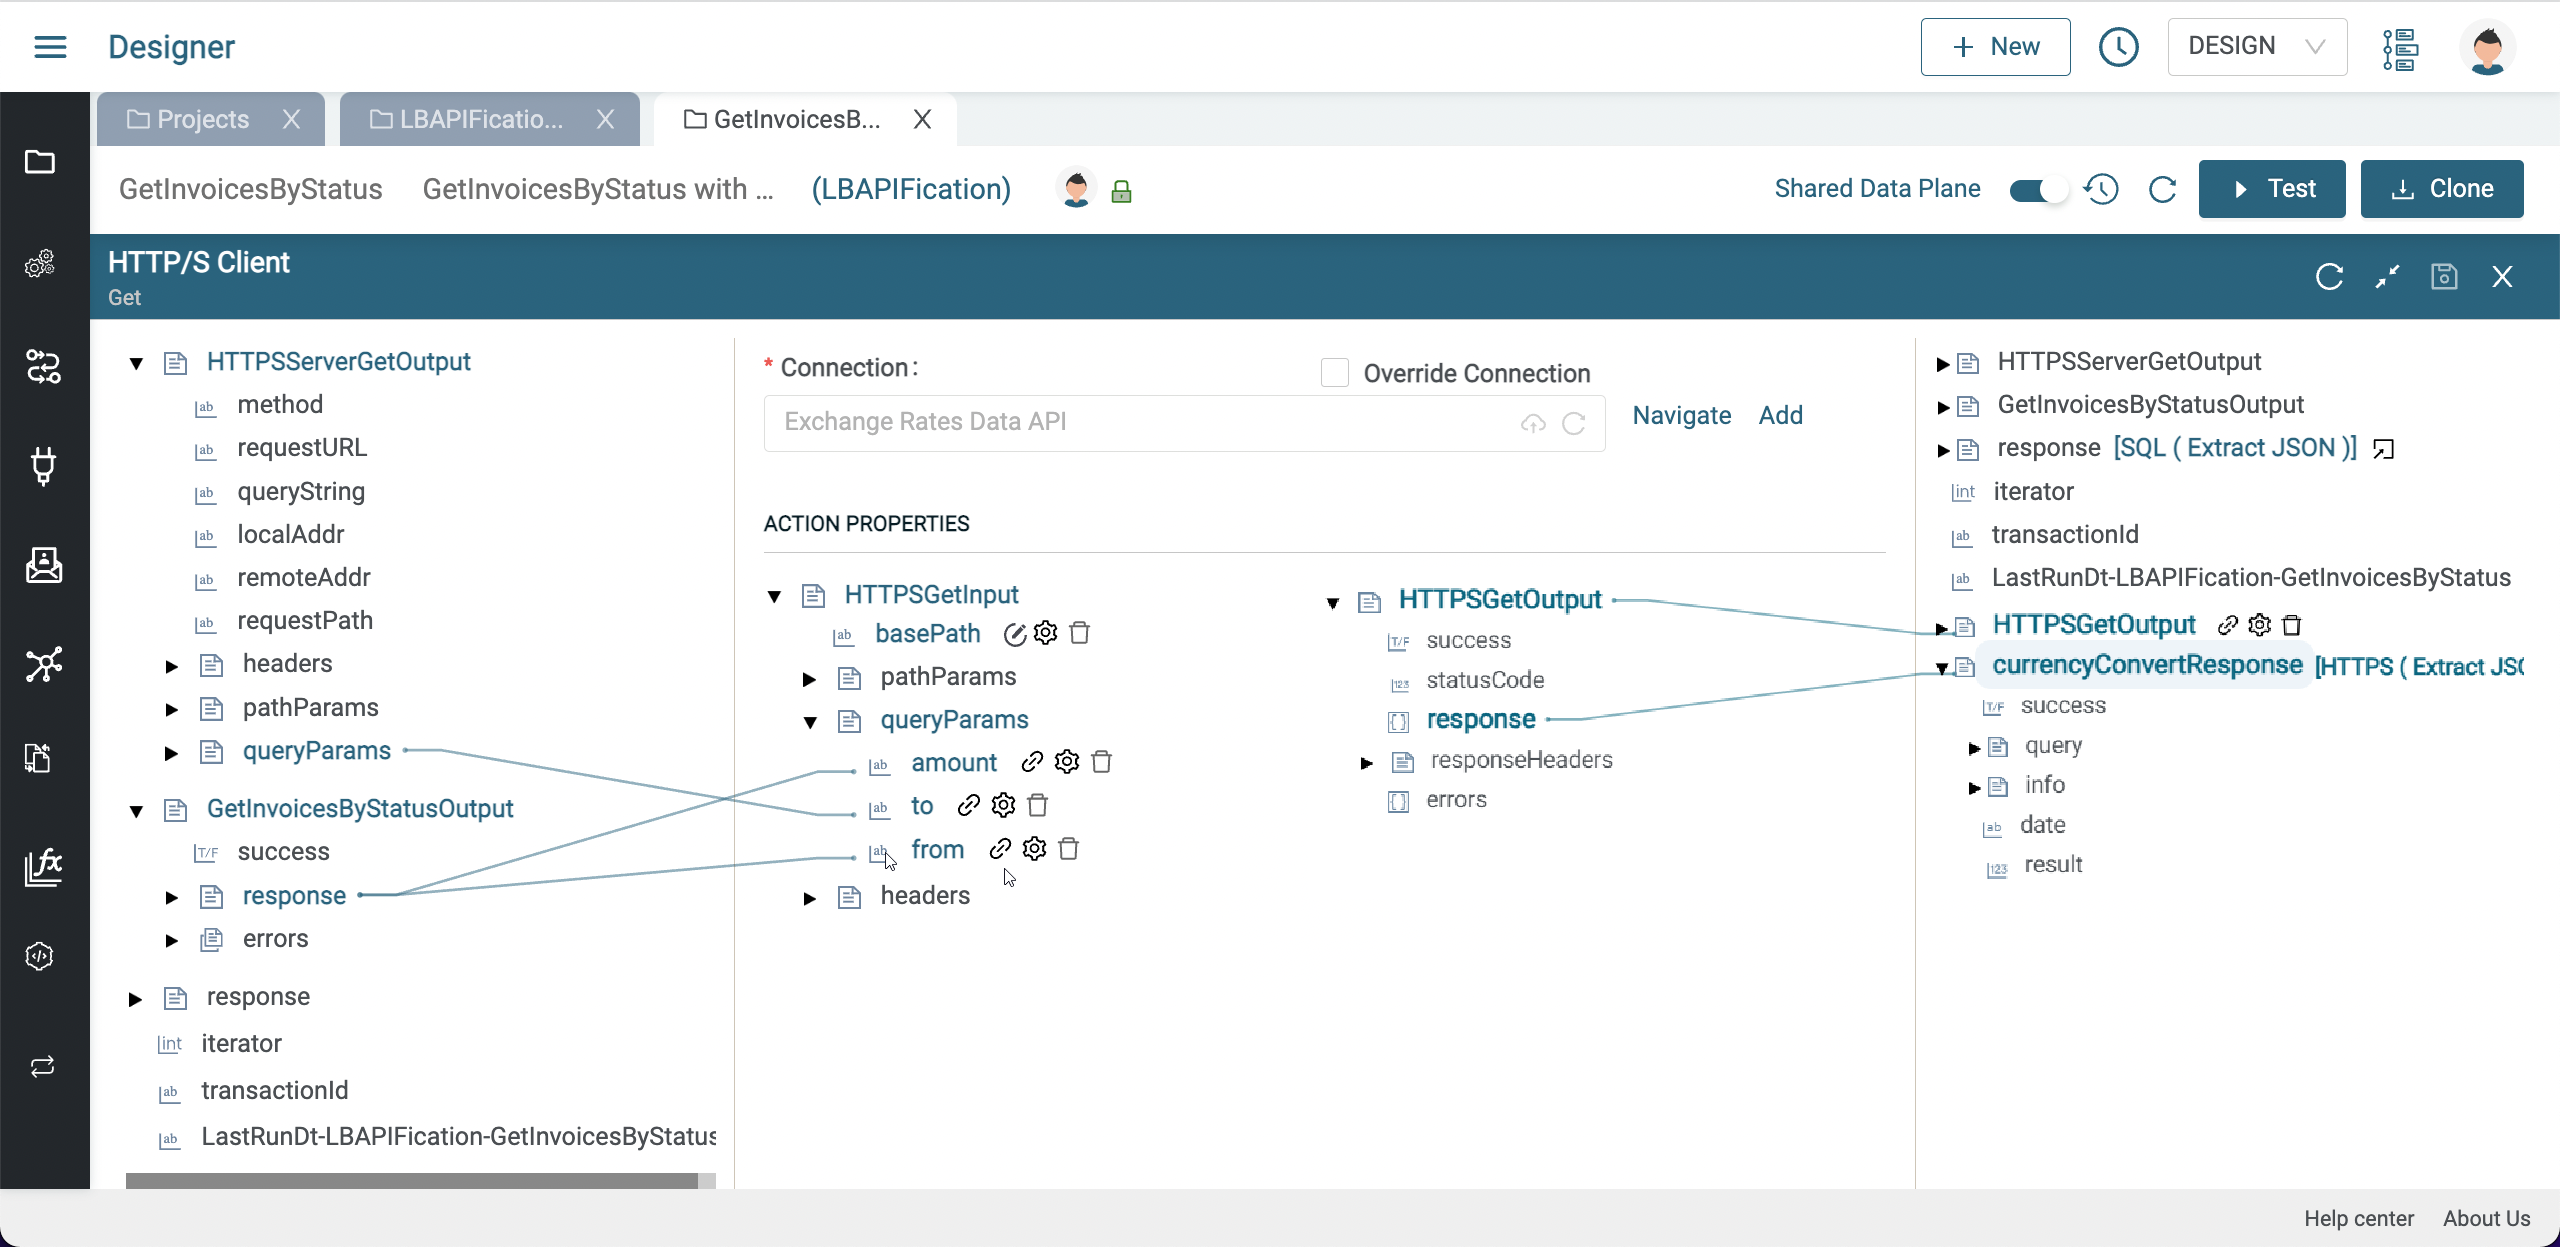 Designer
New
DESIGN
Projects X
LBAPIFicatio... X
GetInvoicesB... X
GetInvoicesByStatus GetInvoicesByStatus with ... (LBAPIFication)
Shared Data Plane
Test
Clone
HTTP/S Client
Get
HTTPSServerGetOutput
ab method
ab requestURL
ab queryString
ab localAddr
ab remoteAddr
ab requestPath
headers
pathParams
queryParams
GetInvoicesByStatusOutput
T/F success
response
errors
response
int iterator
ab transactionId
ab LastRunDt-LBAPIFication-GetInvoicesByStatus
* Connection:
Override Connection
Exchange Rates Data API
Navigate Add
ACTION PROPERTIES
HTTPSGetInput
ab basePath
pathParams
queryParams
ab amount
ab to
ab from
headers
HTTPSGetOutput
T/F success
123 statusCode
{} response
responseHeaders
{} errors
HTTPSServerGetOutput
GetInvoicesByStatusOutput
response [SQL ( Extract JSON )]
int iterator
ab transactionId
ab LastRunDt-LBAPIFication-GetInvoicesByStatus
HTTPSGetOutput
currencyConvertResponse [HTTPS ( Extract JSO
T/F success
query
info
ab date
123 result
Help center About Us